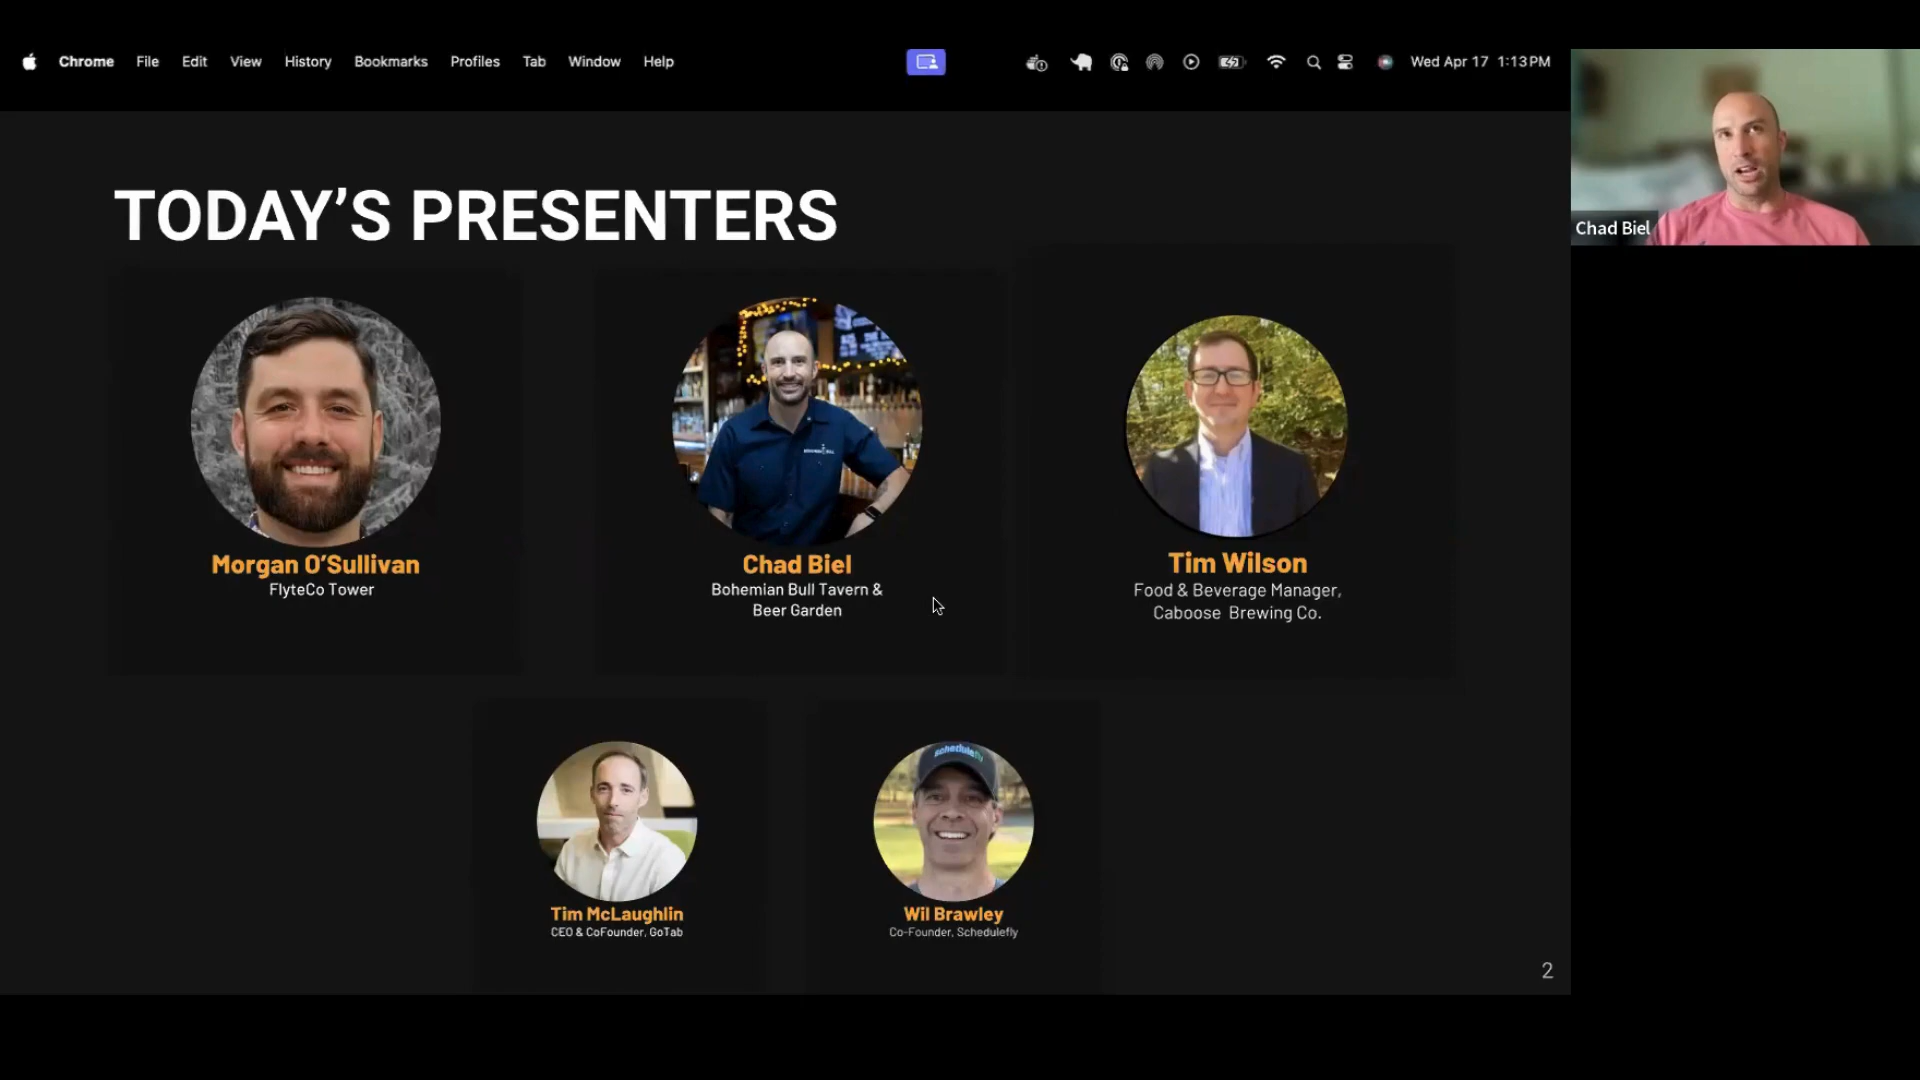 Chrome File Edit View History Bookmarks Profiles Tab Window Help Wed Apr 17 1:13 PM
Chad Biel
TODAY’S PRESENTERS
Morgan O’Sullivan
FlyteCo Tower
Chad Biel
Bohemian Bull Tavern &
Beer Garden
Tim Wilson
Food & Beverage Manager,
Caboose Brewing Co.
Schedulefly
Tim McLaughlin
CEO & CoFounder, GoTab
Wil Brawley
Co-Founder, Schedulefly
2